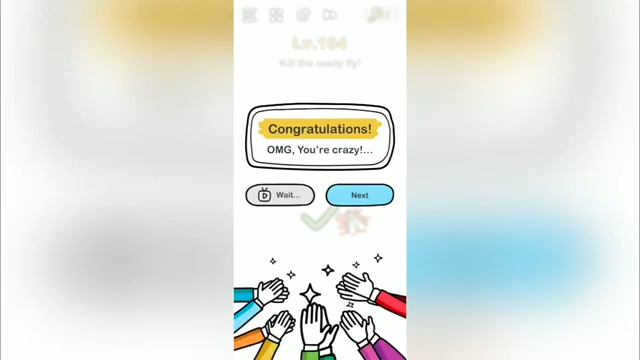 Lv.104
Kill the nasty fly!
Congratulations!
OMG, You're crazy!...
Wait...
Next